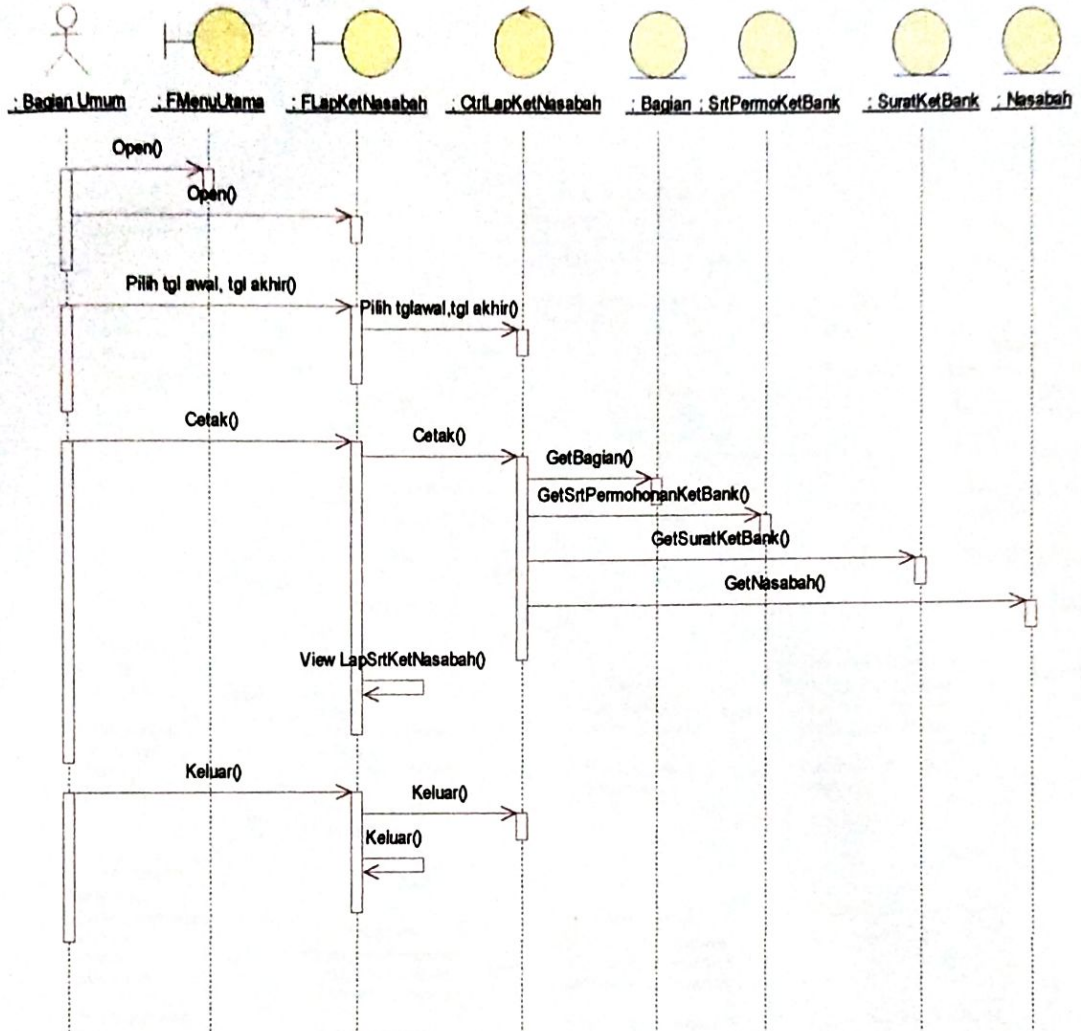 : Bagian Umum : FMenuUtama : FLapKetNasabah : CtrlLapKetNasabah : Bagian : SrtPermoKetBank : SuratKetBank : Nasabah
Open()
Open()
Pilih tgl awal, tgl akhir()
Pilih tglawal,tgl akhir()
Cetak()
Cetak()
GetBagian()
GetSrtPermohonanKetBank()
GetSuratKetBank()
GetNasabah()
View LapSrtKetNasabah()
Keluar()
Keluar()
Keluar()